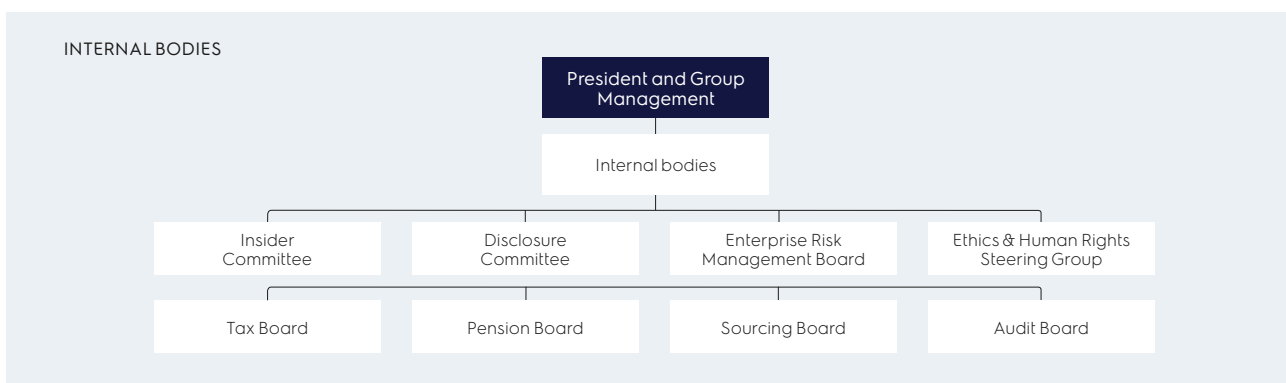 INTERNAL BODIES
President and Group
Management
Internal bodies
Insider
Committee
Disclosure
Committee
Enterprise Risk
Management Board
Ethics & Human Rights
Steering Group
Tax Board
Pension Board
Sourcing Board
Audit Board